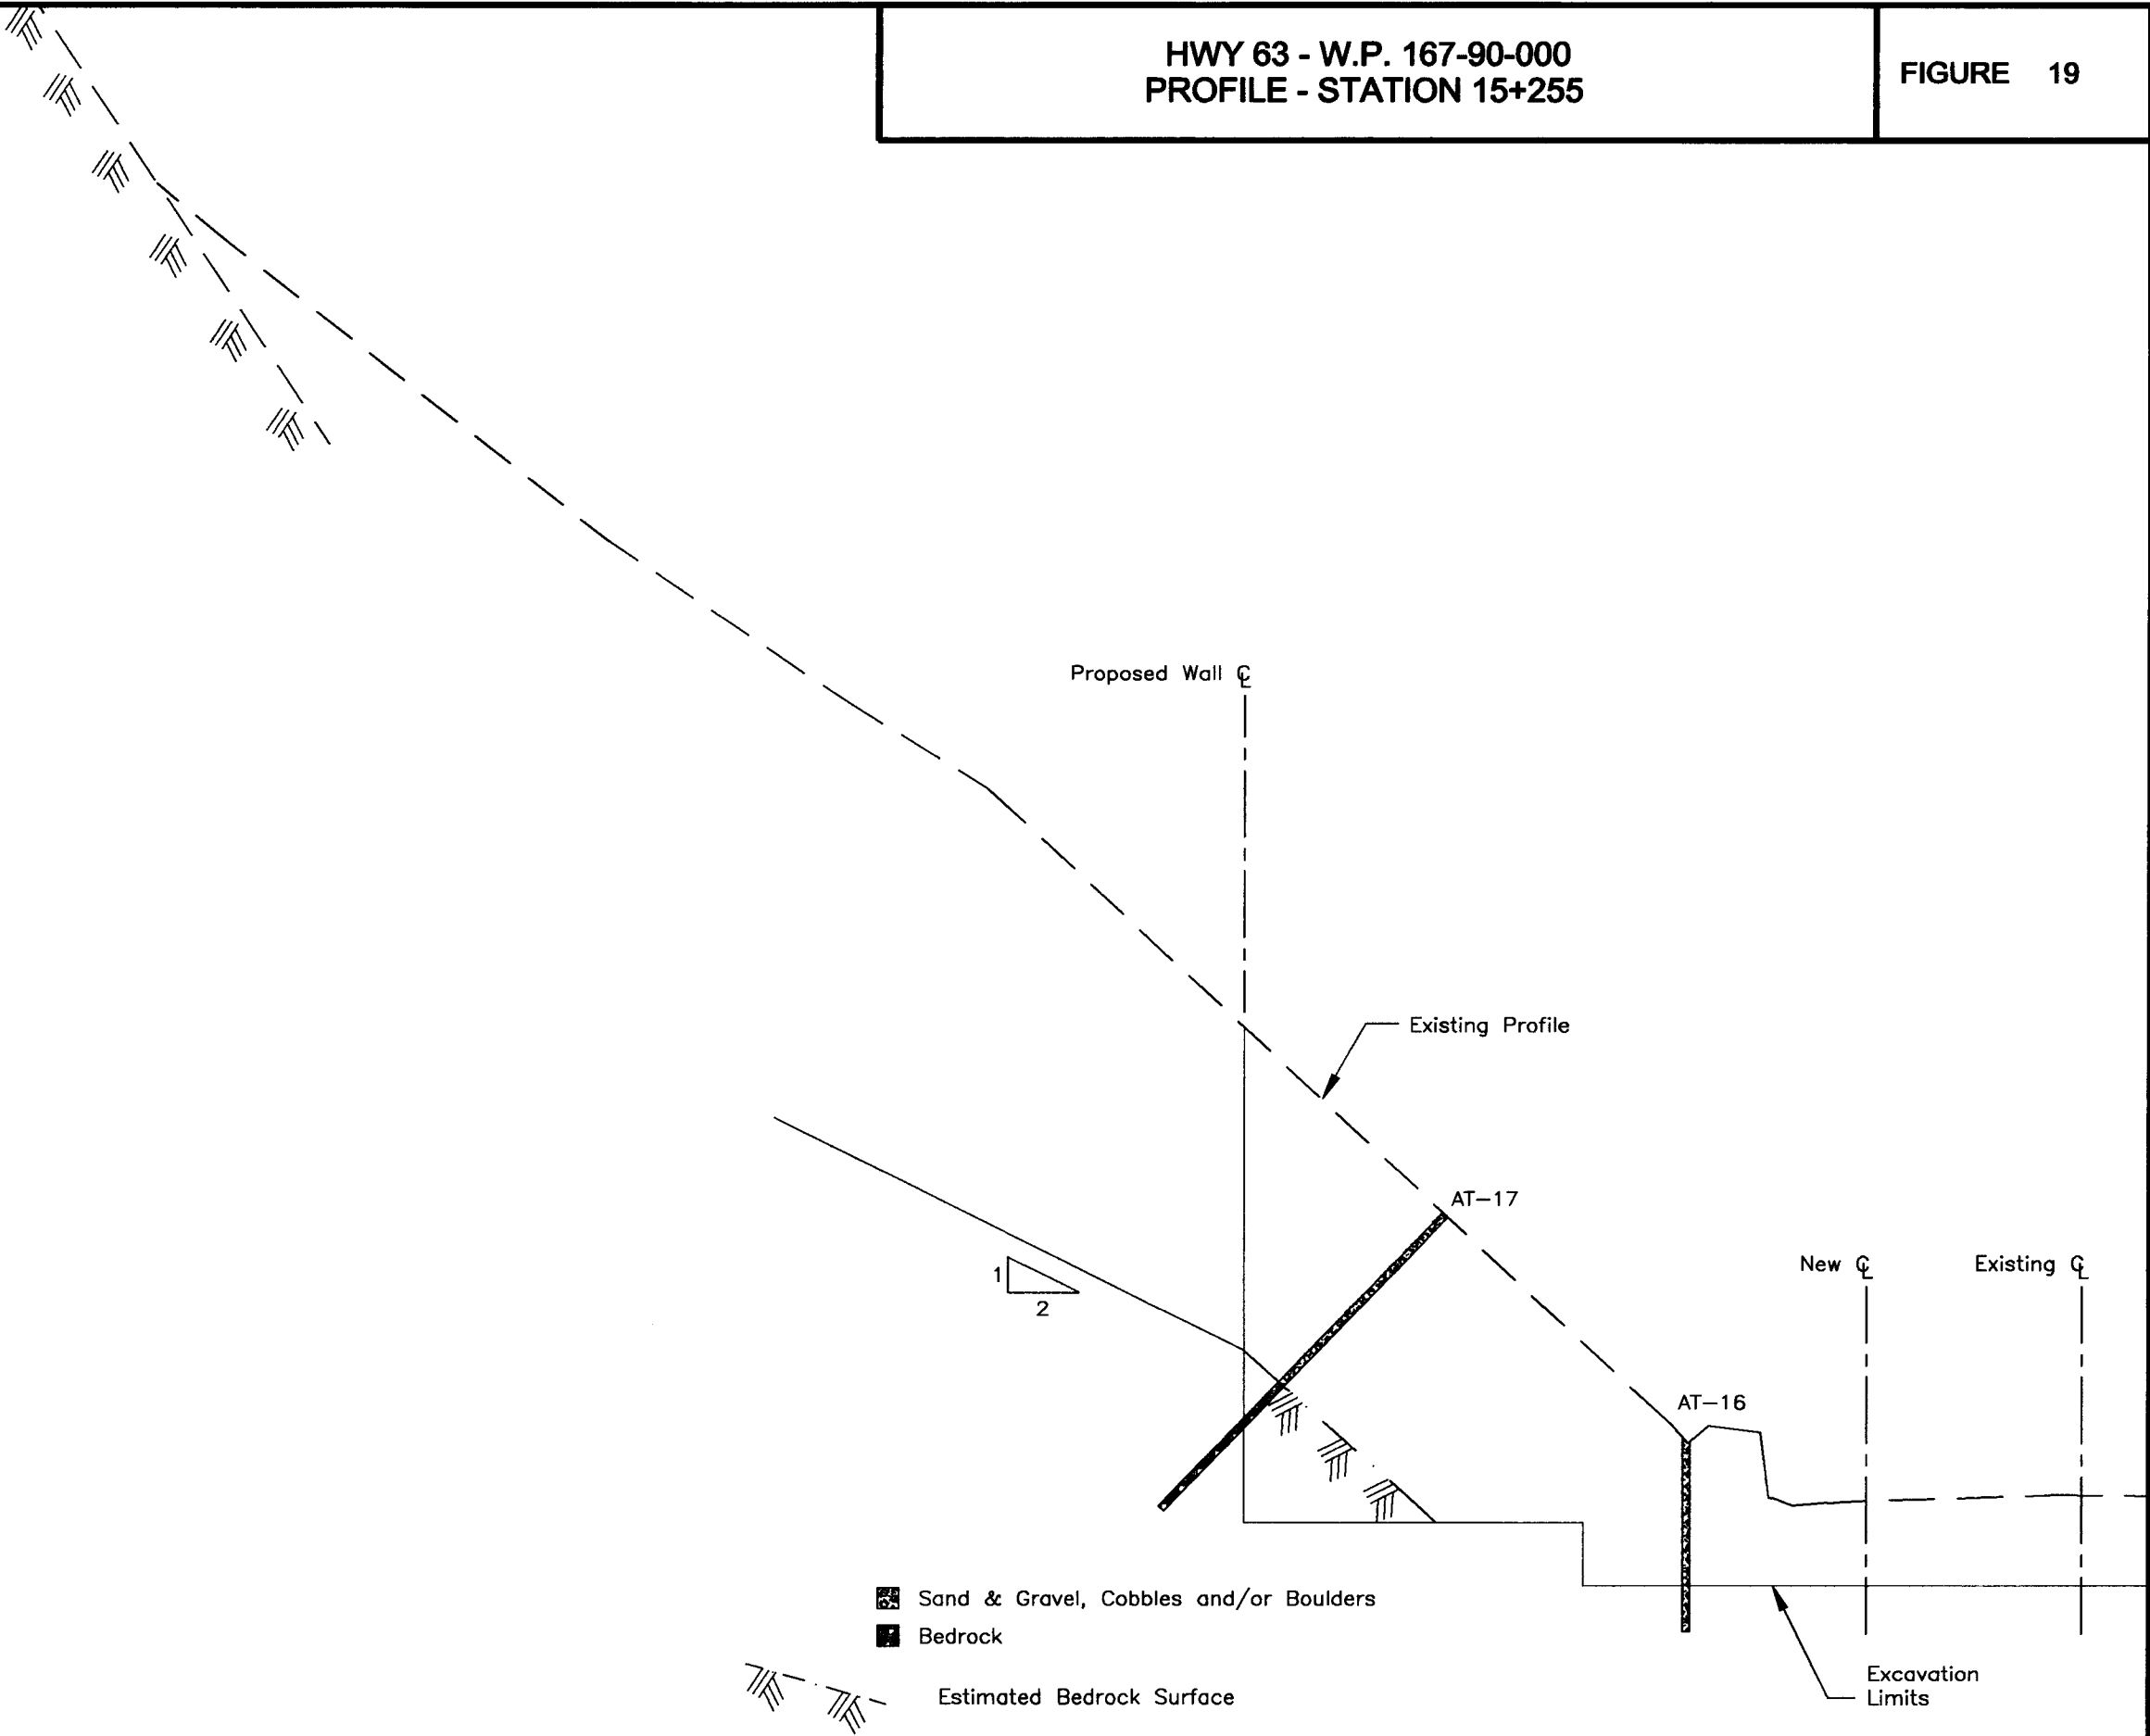 HWY 63 - W.P. 167-90-000
PROFILE - STATION 15+255
FIGURE 19
Proposed Wall ℄
Existing Profile
AT-17
1
2
New ℄
Existing ℄
AT-16
Sand & Gravel, Cobbles and/or Boulders
Bedrock
Estimated Bedrock Surface
Excavation
Limits